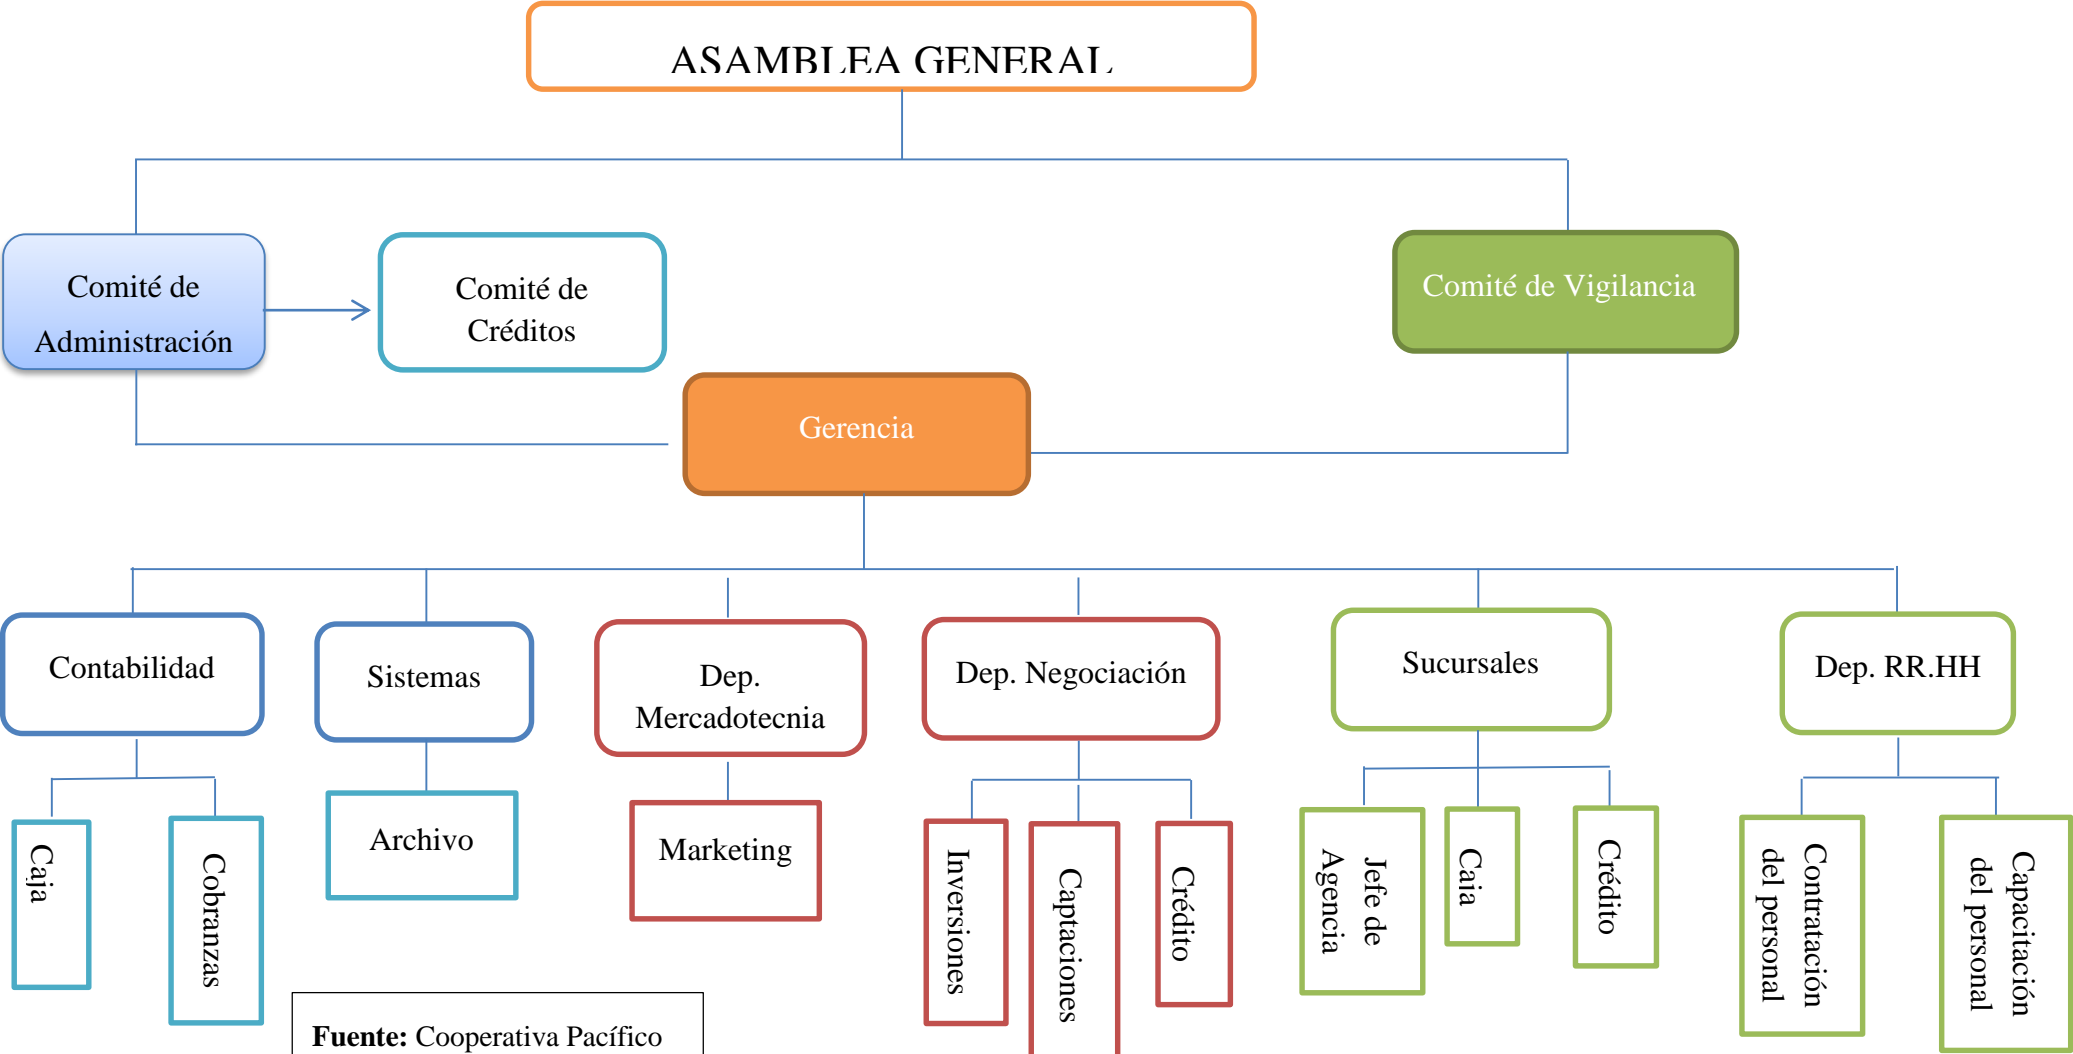 ASAMBLEA GENERAL
Comité de
Administración
Comité de
Créditos
Comité de Vigilancia
Gerencia
Contabilidad
Sistemas
Dep.
Mercadotecnia
Dep. Negociación
Sucursales
Dep. RR.HH
Caja
Cobranzas
Archivo
Marketing
Inversiones
Captaciones
Crédito
Jefe de
Agencia
Caja
Crédito
Contratación
del personal
Capacitación
del personal
Fuente: Cooperativa Pacífico